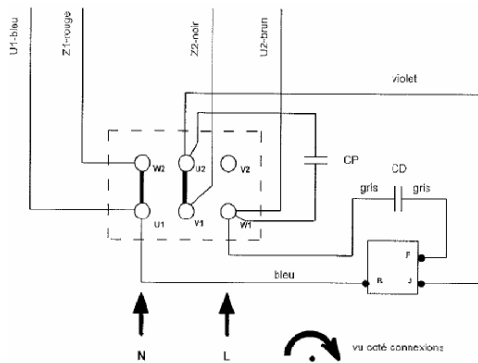 U1-bleu
Z1-rouge
Z2-noir
U2-brun
violet
W2
U2
V2
CP
gris
CD
gris
U1
V1
W1
F
R
J
bleu
N
L
vu coté connexions